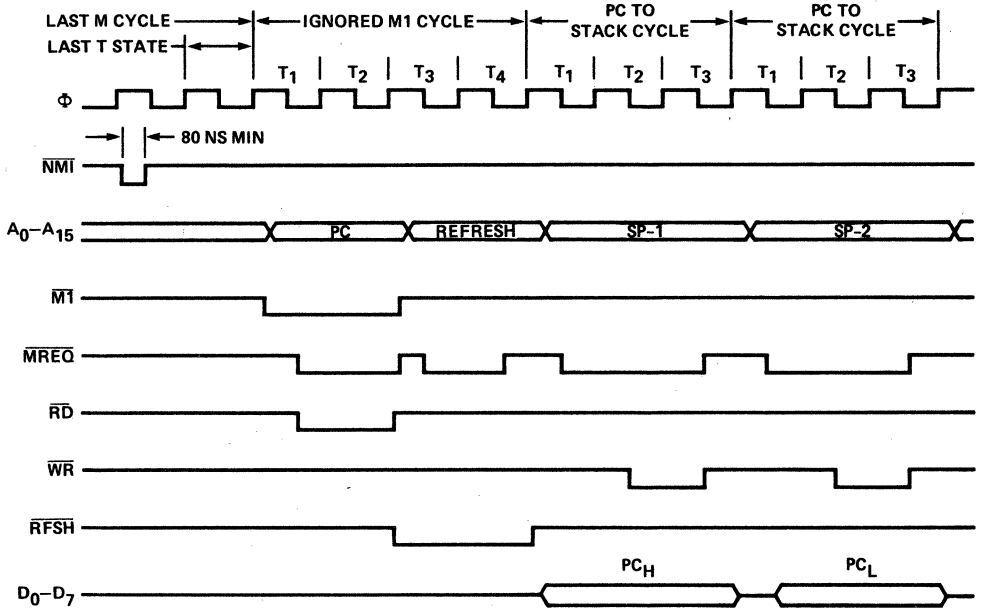 LAST M CYCLE
IGNORED M1 CYCLE
PC TO
STACK CYCLE
PC TO
STACK CYCLE
LAST T STATE
T1 T2 T3 T4 T1 T2 T3 T1 T2 T3
Φ
80 NS MIN
NMI
A0–A15 PC REFRESH SP-1 SP-2
M1
MREQ
RD
WR
RFSH
PCH PCL
D0–D7